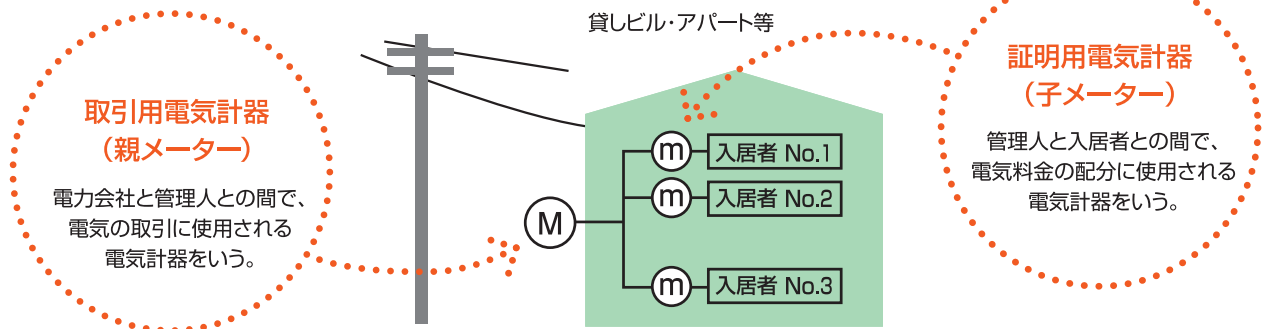 貸しビル・アパート等
取引用電気計器
（親メーター）
電力会社と管理人との間で、
電気の取引に使用される
電気計器をいう。
M
m 入居者 No.1
m 入居者 No.2
m 入居者 No.3
証明用電気計器
（子メーター）
管理人と入居者との間で、
電気料金の配分に使用される
電気計器をいう。